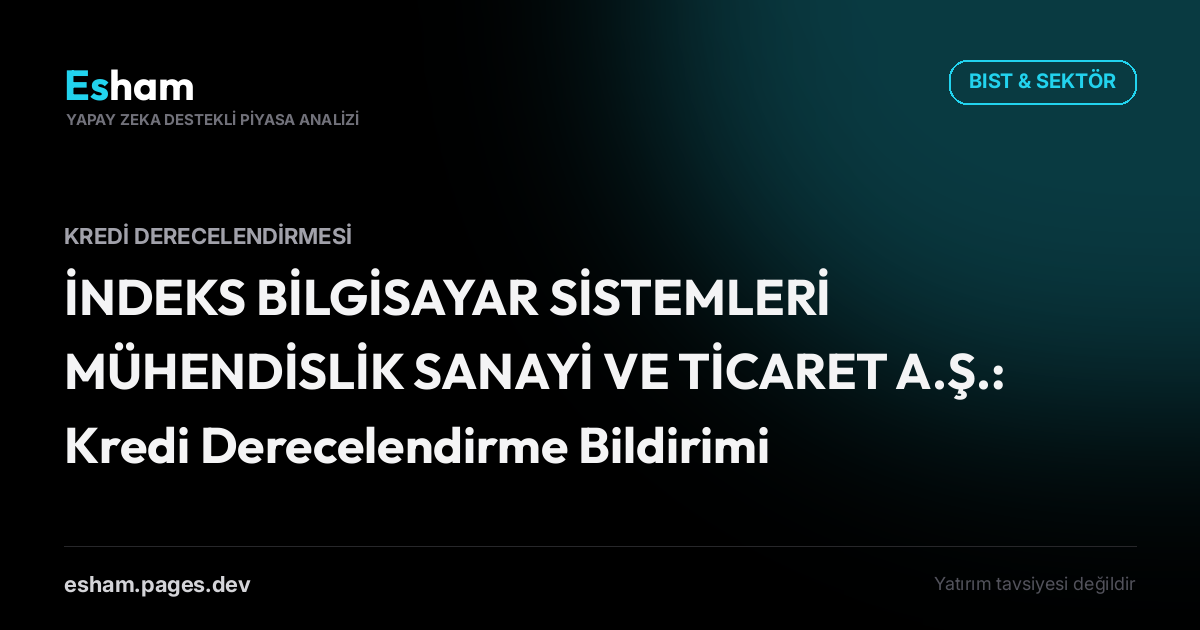 Esham
YAPAY ZEKA DESTEKLİ PİYASA ANALİZİ
BIST & SEKTÖR
KREDİ DERECELENDİRMESİ
İNDEKS BİLGİSAYAR SİSTEMLERİ
MÜHENDİSLİK SANAYİ VE TİCARET A.Ş.:
Kredi Derecelendirme Bildirimi
esham.pages.dev
Yatırım tavsiyesi değildir